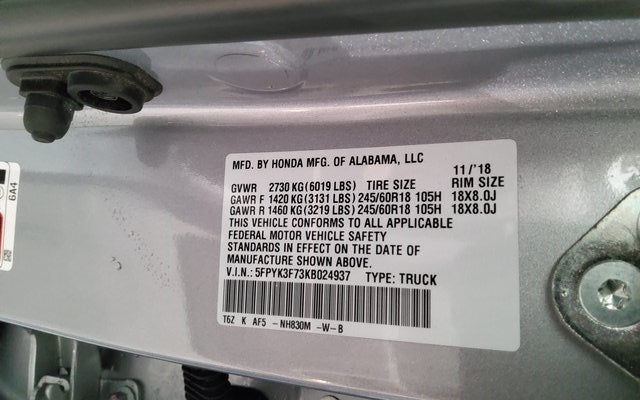 MFD. BY HONDA MFG. OF ALABAMA, LLC
11/'18
GVWR 2730 KG(6019 LBS) TIRE SIZE RIM SIZE
GAWR F 1420 KG(3131 LBS) 245/60R18 105H 18X8.0J
GAWR R 1460 KG(3219 LBS) 245/60R18 105H 18X8.0J
THIS VEHICLE CONFORMS TO ALL APPLICABLE
FEDERAL MOTOR VEHICLE SAFETY
STANDARDS IN EFFECT ON THE DATE OF
MANUFACTURE SHOWN ABOVE.
V.I.N.: 5FPYK3F73KB024937 TYPE: TRUCK
T6Z K AF5 -NH830M -W-B
6A4